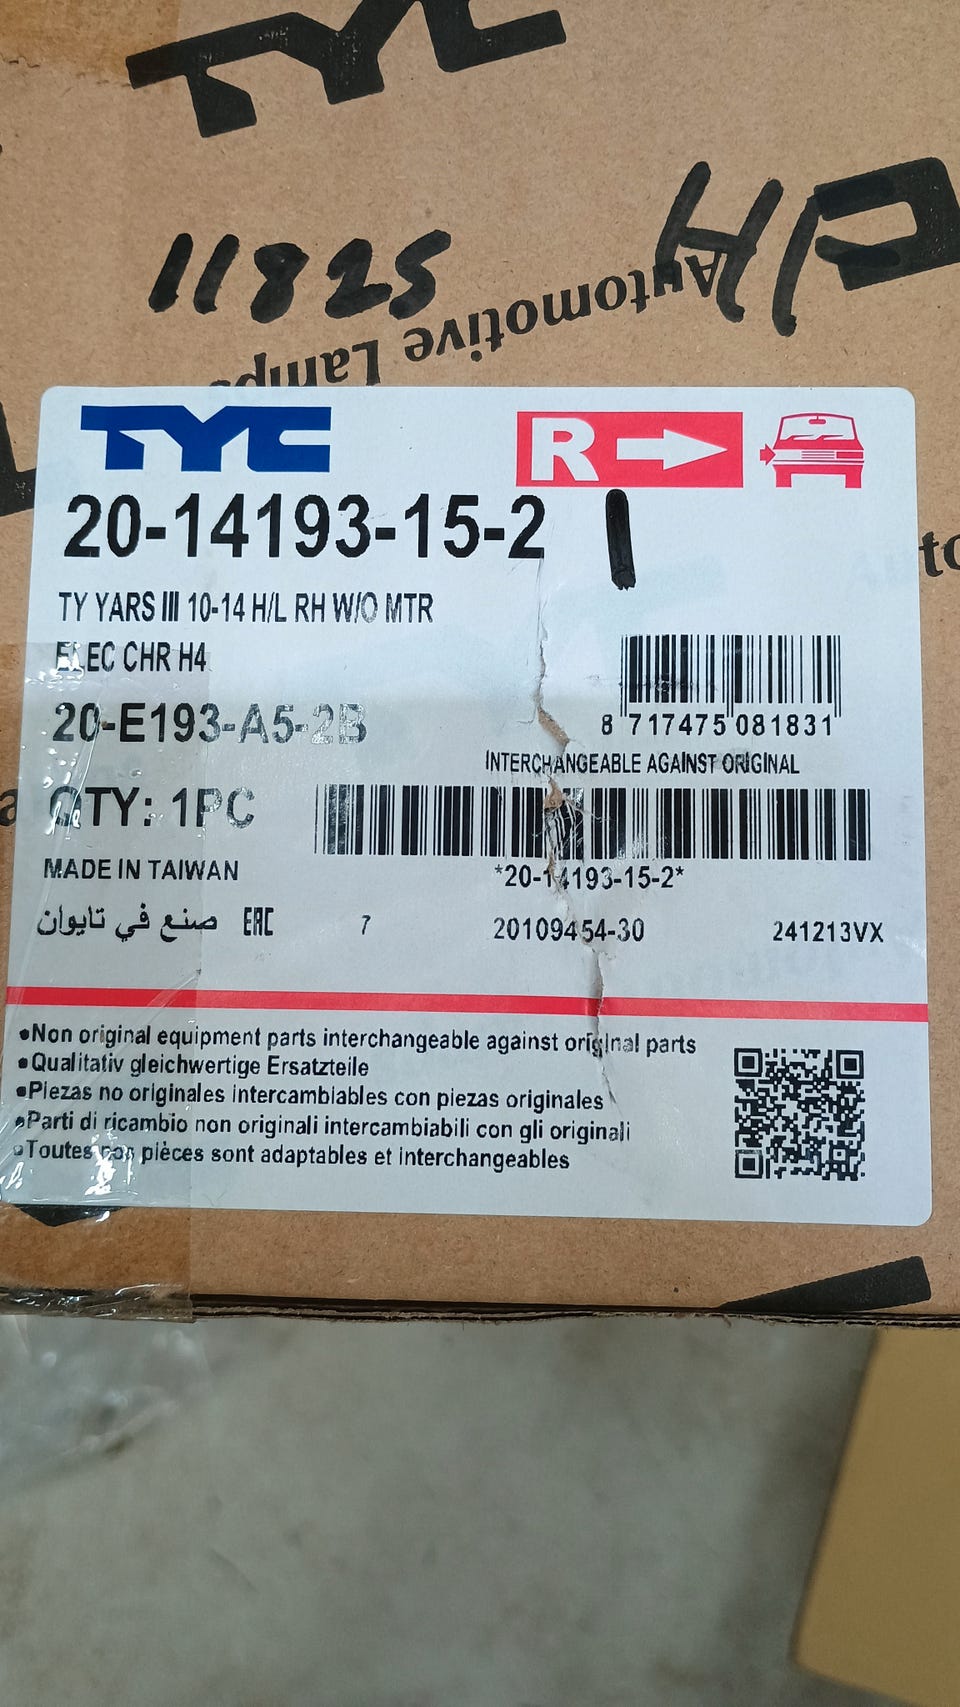 TYC
11825 HP
Automotive Lamps
TYC
R
20-14193-15-2
TY YARS III 10-14 H/L RH W/O MTR
ELEC CHR H4
20-E193-A5-2B
8 717475 081831
INTERCHANGEABLE AGAINST ORIGINAL
QTY: 1PC
MADE IN TAIWAN
*20-14193-15-2*
صنع في تايوان EAC 7 20109454-30 241213VX
•Non original equipment parts interchangeable against original parts
•Qualitativ gleichwertige Ersatzteile
•Piezas no originales intercambiables con piezas originales
•Parti di ricambio non originali intercambiabili con gli originali
•Toutes nos pièces sont adaptables et interchangeables